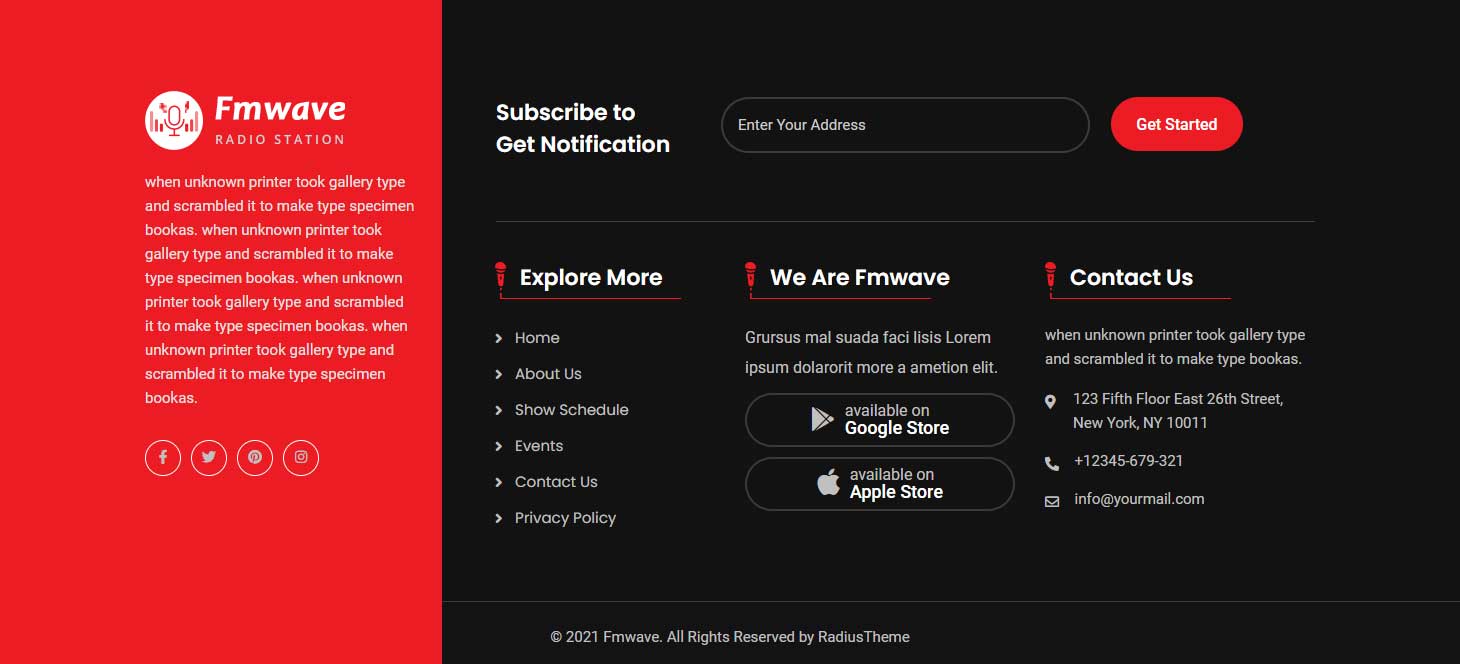 Fmwave
RADIO STATION
when unknown printer took gallery type
and scrambled it to make type specimen
bookas. when unknown printer took
gallery type and scrambled it to make
type specimen bookas. when unknown
printer took gallery type and scrambled
it to make type specimen bookas. when
unknown printer took gallery type and
scrambled it to make type specimen
bookas.
Subscribe to
Get Notification
Enter Your Address
Get Started
Explore More
Home
About Us
Show Schedule
Events
Contact Us
Privacy Policy
We Are Fmwave
Grursus mal suada faci lisis Lorem
ipsum dolarorit more a ametion elit.
available on
Google Store
available on
Apple Store
Contact Us
when unknown printer took gallery type
and scrambled it to make type bookas.
123 Fifth Floor East 26th Street,
New York, NY 10011
+12345-679-321
info@yourmail.com
© 2021 Fmwave. All Rights Reserved by RadiusTheme